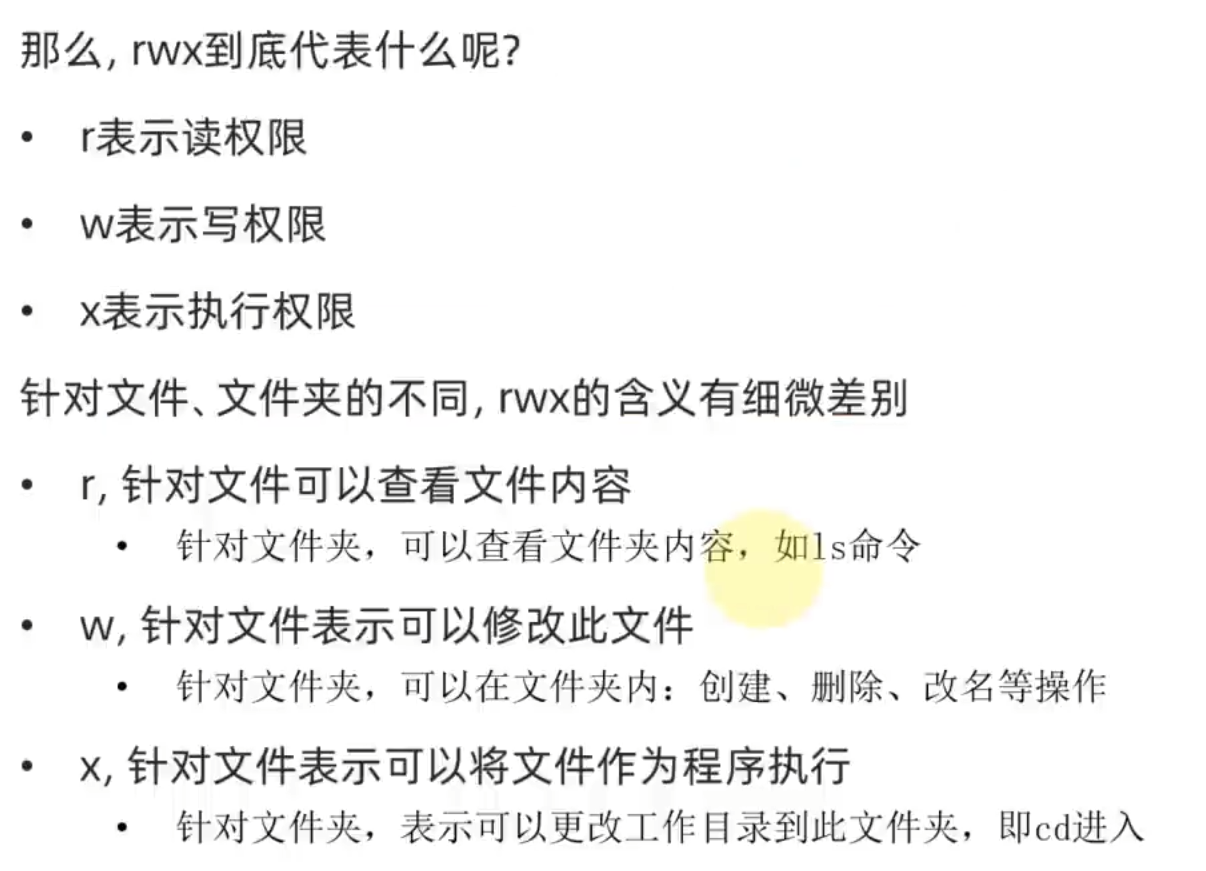 那么, rwx到底代表什么呢?
• r表示读权限
• w表示写权限
• x表示执行权限
针对文件、文件夹的不同, rwx的含义有细微差别
• r, 针对文件可以查看文件内容
• 针对文件夹，可以查看文件夹内容，如ls命令
• w, 针对文件表示可以修改此文件
• 针对文件夹，可以在文件夹内：创建、删除、改名等操作
• x, 针对文件表示可以将文件作为程序执行
• 针对文件夹，表示可以更改工作目录到此文件夹，即cd进入